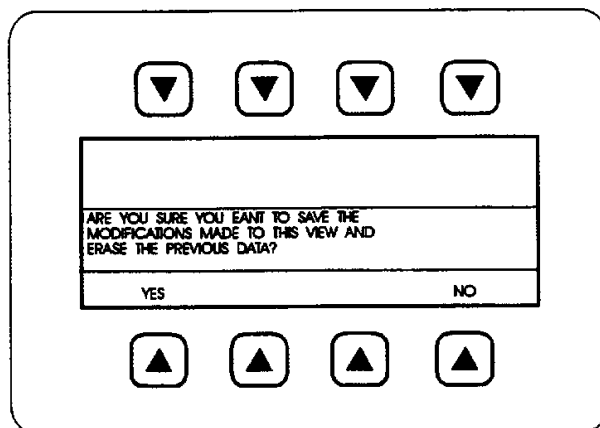 ARE YOU SURE YOU EANT TO SAVE THE
MODIFICATIONS MADE TO THIS VIEW AND
ERASE THE PREVIOUS DATA?
YES NO